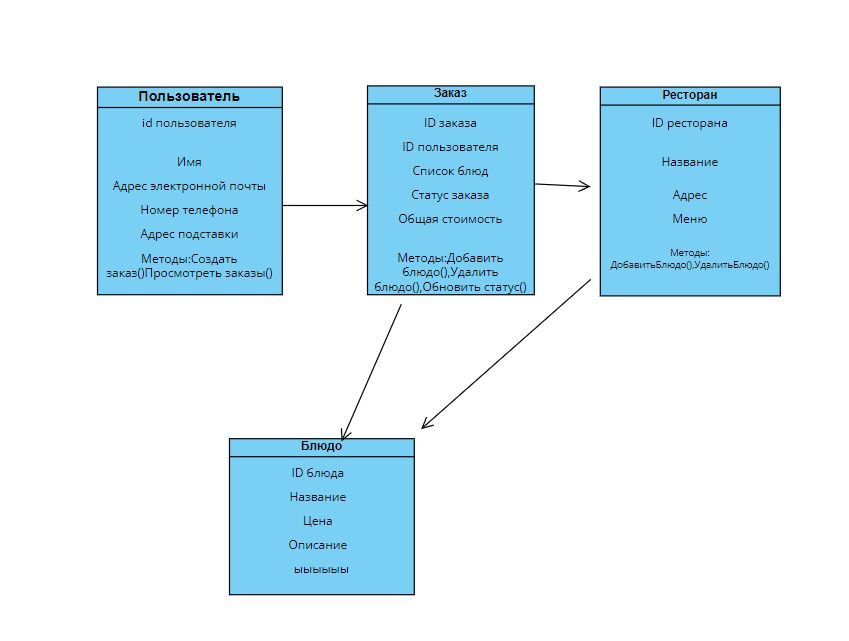 Пользователь
id пользователя
Имя
Адрес электронной почты
Номер телефона
Адрес подставки
Методы:Создать
заказ()Просмотреть заказы()
Заказ
ID заказа
ID пользователя
Список блюд
Статус заказа
Общая стоимость
Методы:Добавить
блюдо(),Удалить
блюдо(),Обновить статус()
Ресторан
ID ресторана
Название
Адрес
Меню
Методы:
ДобавитьБлюдо(),УдалитьБлюдо()
Блюдо
ID блюда
Название
Цена
Описание
ыыыыыы